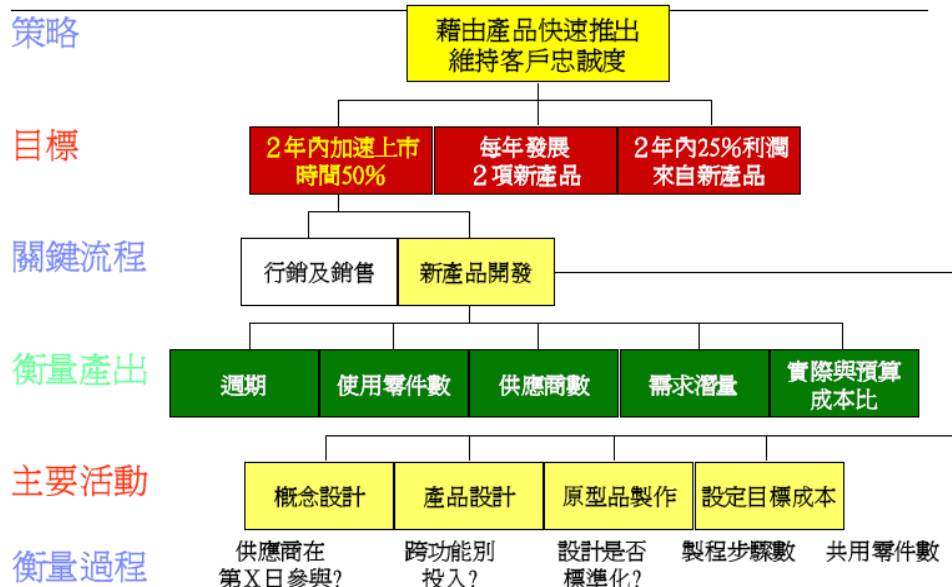 策略
藉由產品快速推出
維持客戶忠誠度
目標
2年內加速上市
時間50%
每年發展
2項新產品
2年內25%利潤
來自新產品
關鍵流程
行銷及銷售
新產品開發
衡量產出
週期
使用零件數
供應商數
需求潛量
實際與預算
成本比
主要活動
概念設計
產品設計
原型品製作
設定目標成本
衡量過程
供應商在
第X日參與?
跨功能別
投入?
設計是否
標準化?
製程步驟數
共用零件數